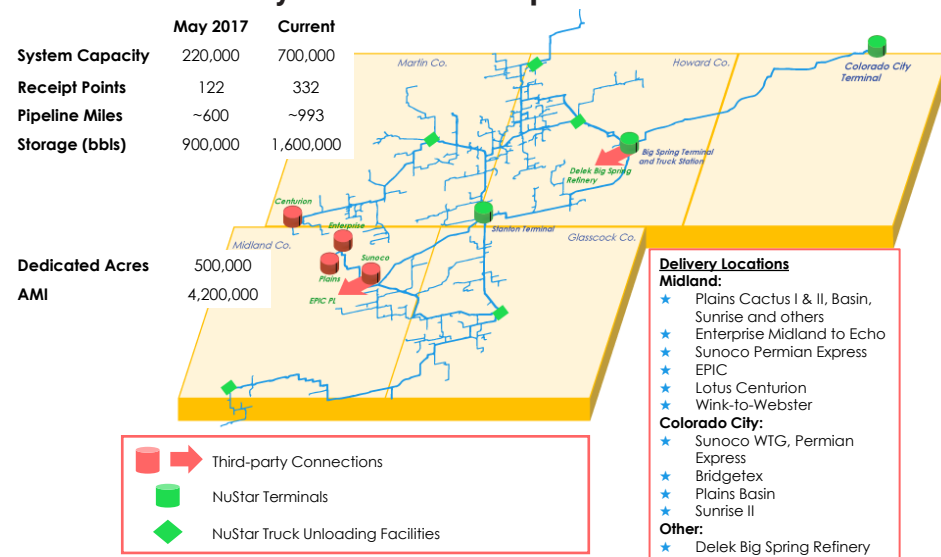 May 2017 Current
System Capacity 220,000 700,000
Receipt Points 122 332
Pipeline Miles ~600 ~993
Storage (bbls) 900,000 1,600,000
Dedicated Acres 500,000
AMI 4,200,000
Martin Co.
Howard Co.
Colorado City
Terminal
Big Spring Terminal
and Truck Station
Delek Big Spring
Refinery
Centurion
Enterprise
Stanton Terminal
Glasscock Co.
Midland Co.
Sunoco
Plains
EPIC PL
Delivery Locations
Midland:
Plains Cactus I & II, Basin,
Sunrise and others
Enterprise Midland to Echo
Sunoco Permian Express
EPIC
Lotus Centurion
Wink-to-Webster
Colorado City:
Sunoco WTG, Permian
Express
Bridgetex
Plains Basin
Sunrise II
Other:
Delek Big Spring Refinery
Third-party Connections
NuStar Terminals
NuStar Truck Unloading Facilities